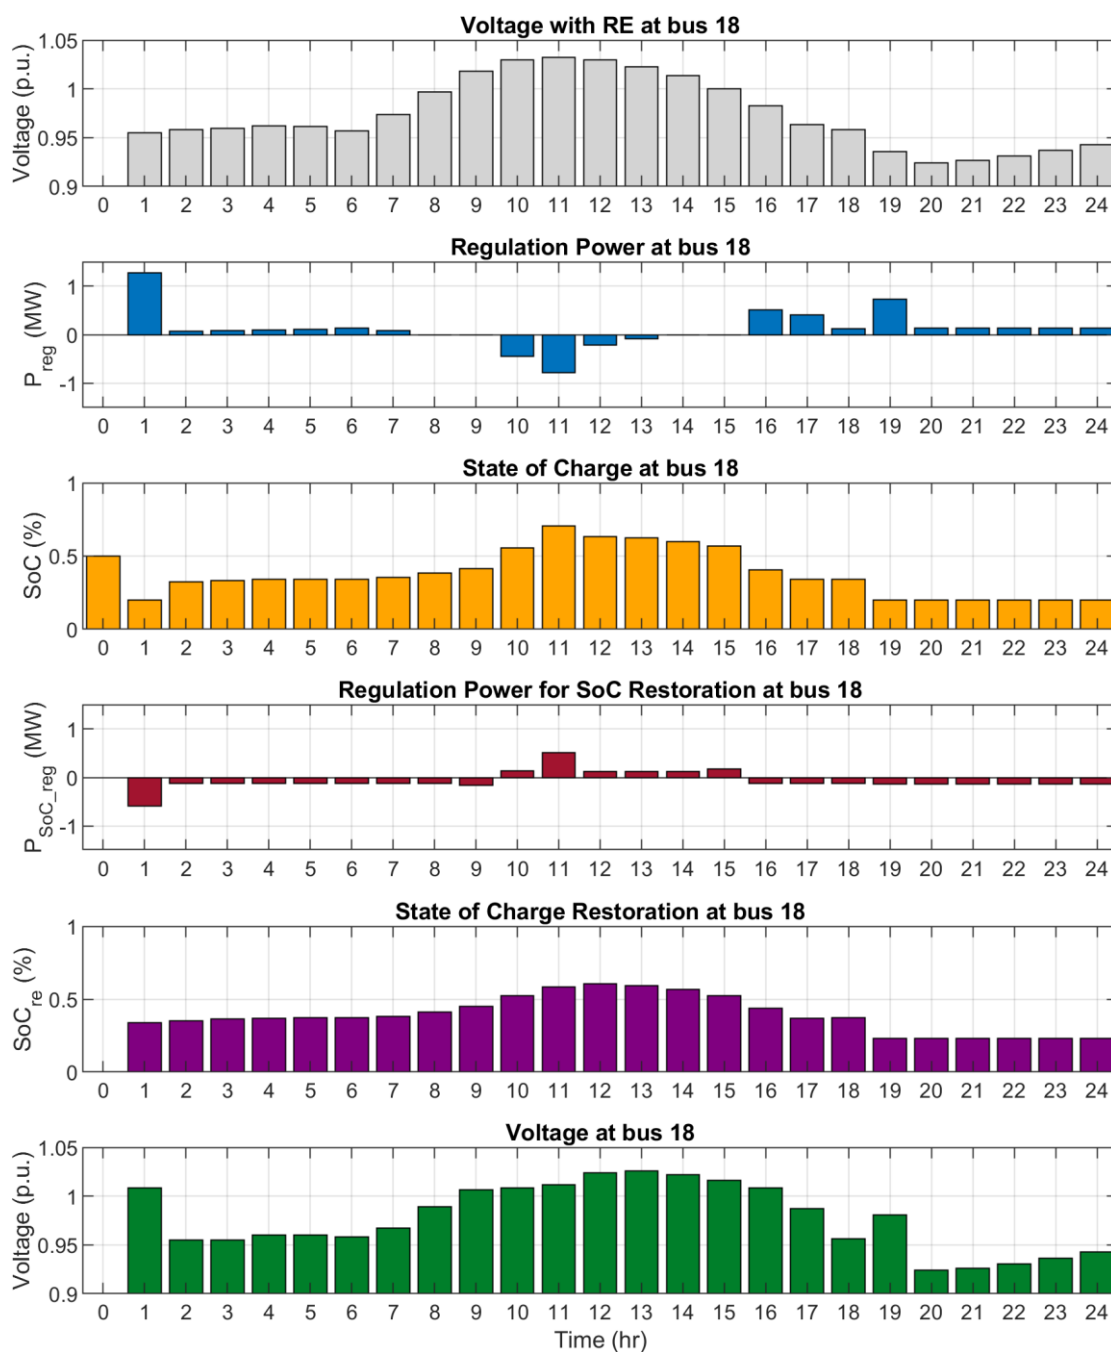 Voltage with RE at bus 18
Voltage (p.u.)
1.05
1
0.95
0.9
0 1 2 3 4 5 6 7 8 9 10 11 12 13 14 15 16 17 18 19 20 21 22 23 24
Regulation Power at bus 18
P_reg (MW)
1
0
-1
0 1 2 3 4 5 6 7 8 9 10 11 12 13 14 15 16 17 18 19 20 21 22 23 24
State of Charge at bus 18
SoC (%)
1
0.5
0
0 1 2 3 4 5 6 7 8 9 10 11 12 13 14 15 16 17 18 19 20 21 22 23 24
Regulation Power for SoC Restoration at bus 18
P_SoC_reg (MW)
1
0
-1
0 1 2 3 4 5 6 7 8 9 10 11 12 13 14 15 16 17 18 19 20 21 22 23 24
State of Charge Restoration at bus 18
SoC_re (%)
1
0.5
0
0 1 2 3 4 5 6 7 8 9 10 11 12 13 14 15 16 17 18 19 20 21 22 23 24
Voltage at bus 18
Voltage (p.u.)
1.05
1
0.95
0.9
0 1 2 3 4 5 6 7 8 9 10 11 12 13 14 15 16 17 18 19 20 21 22 23 24
Time (hr)